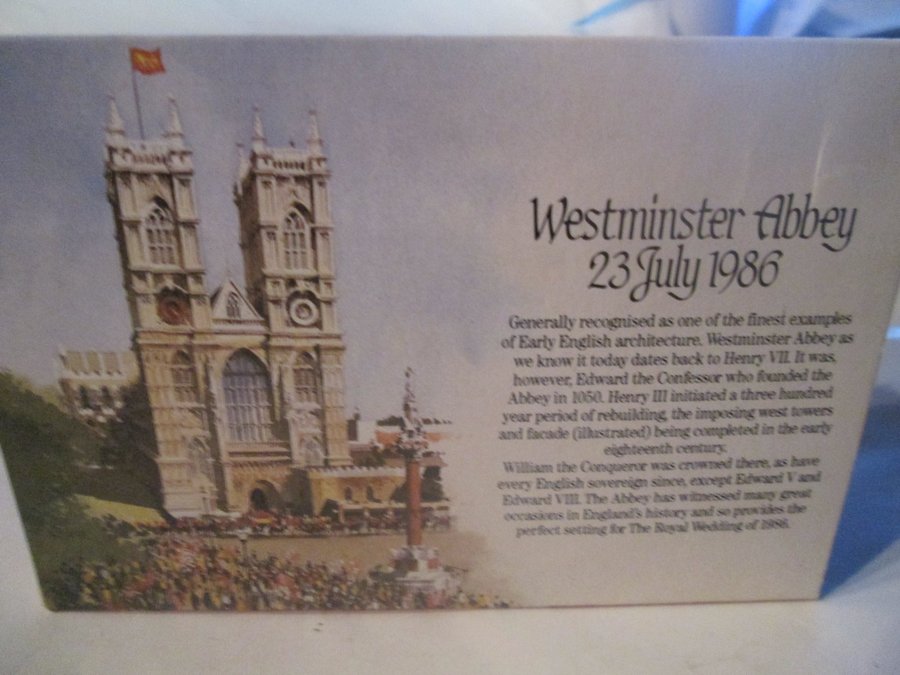 Westminster Abbey
23 July 1986
Generally recognised as one of the finest examples
of Early English architecture. Westminster Abbey as
we know it today dates back to Henry VII. It was,
however, Edward the Confessor who founded the
Abbey in 1050. Henry III initiated a three hundred
year period of rebuilding, the imposing west towers
and facade (illustrated) being completed in the early
eighteenth century.
William the Conqueror was crowned there, as have
every English sovereign since, except Edward V and
Edward VIII. The Abbey has witnessed many great
occasions in England's history and so provides the
perfect setting for The Royal Wedding of 1986.